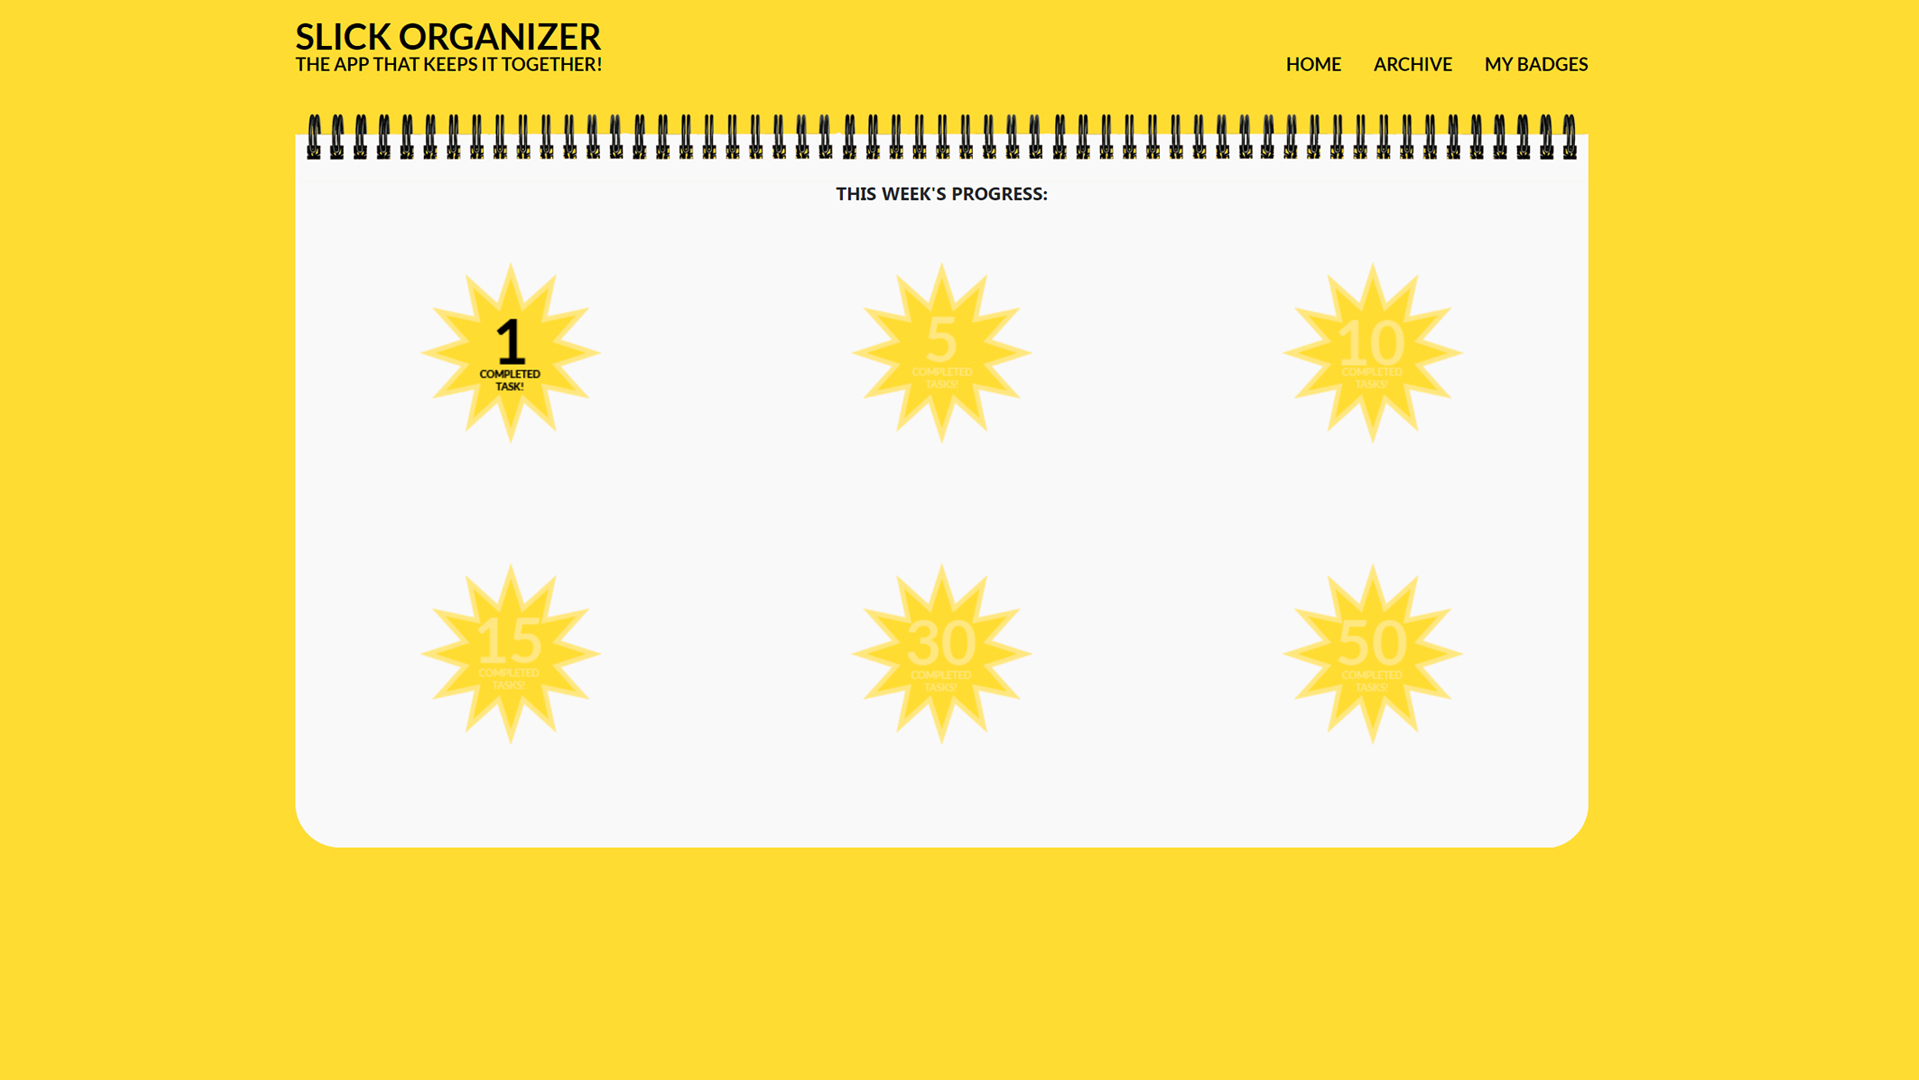 SLICK ORGANIZER
THE APP THAT KEEPS IT TOGETHER!
HOME ARCHIVE MY BADGES
THIS WEEK'S PROGRESS:
1
COMPLETED
TASK!
5
COMPLETED
TASKS!
10
COMPLETED
TASKS!
15
COMPLETED
TASKS!
30
COMPLETED
TASKS!
50
COMPLETED
TASKS!